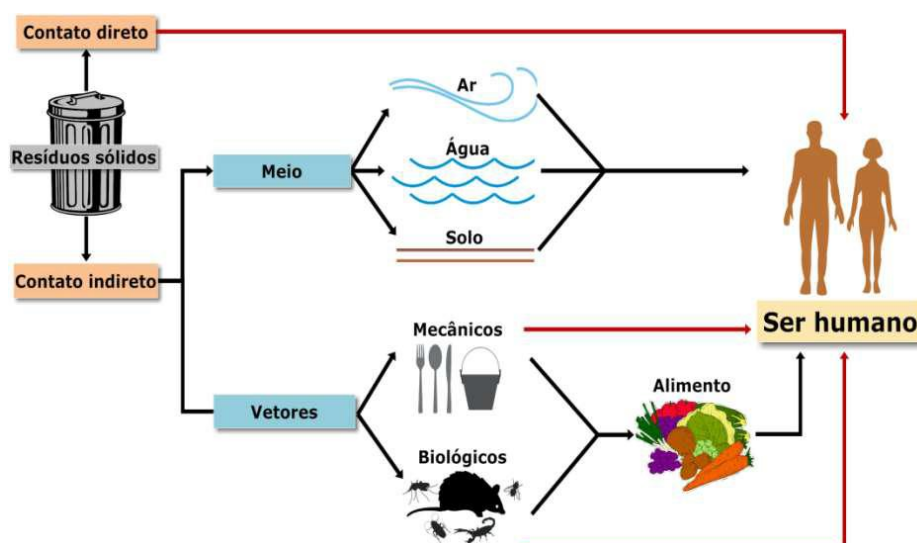 Contato direto
Resíduos sólidos
Contato indireto
Meio
Ar
Água
Solo
Vetores
Mecânicos
Biológicos
Alimento
Ser humano